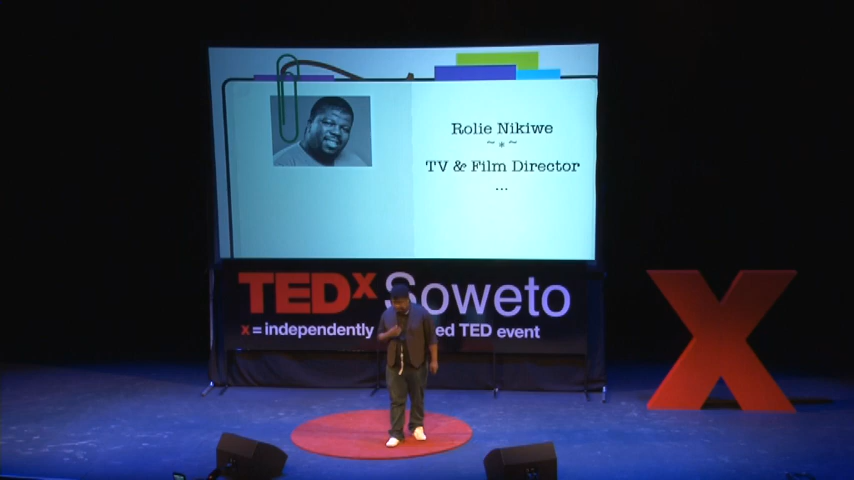 Rolie Nikiwe
~ * ~
TV & Film Director
...
TEDx Soweto
x = independently ed TED event
X